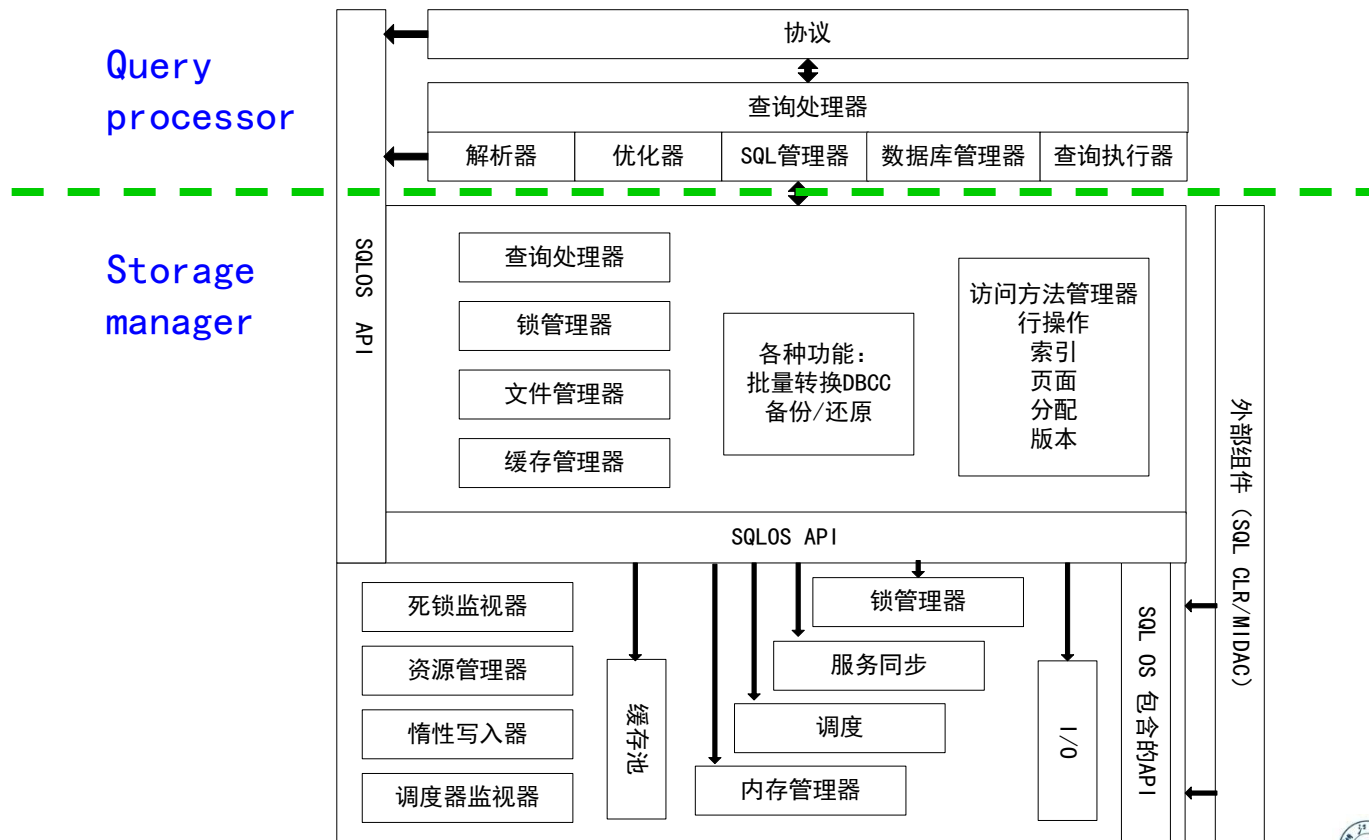 Query
processor
协议
查询处理器
解析器
优化器
SQL管理器
数据库管理器
查询执行器
Storage
manager
SQLOS API
查询处理器
锁管理器
文件管理器
缓存管理器
各种功能：
批量转换DBCC
备份/还原
访问方法管理器
行操作
索引
页面
分配
版本
外部组件（SQL CLR/MIDAC）
SQLOS API
死锁监视器
资源管理器
惰性写入器
调度器监视器
缓存池
锁管理器
服务同步
调度
内存管理器
I/O
SQL OS 包含的API